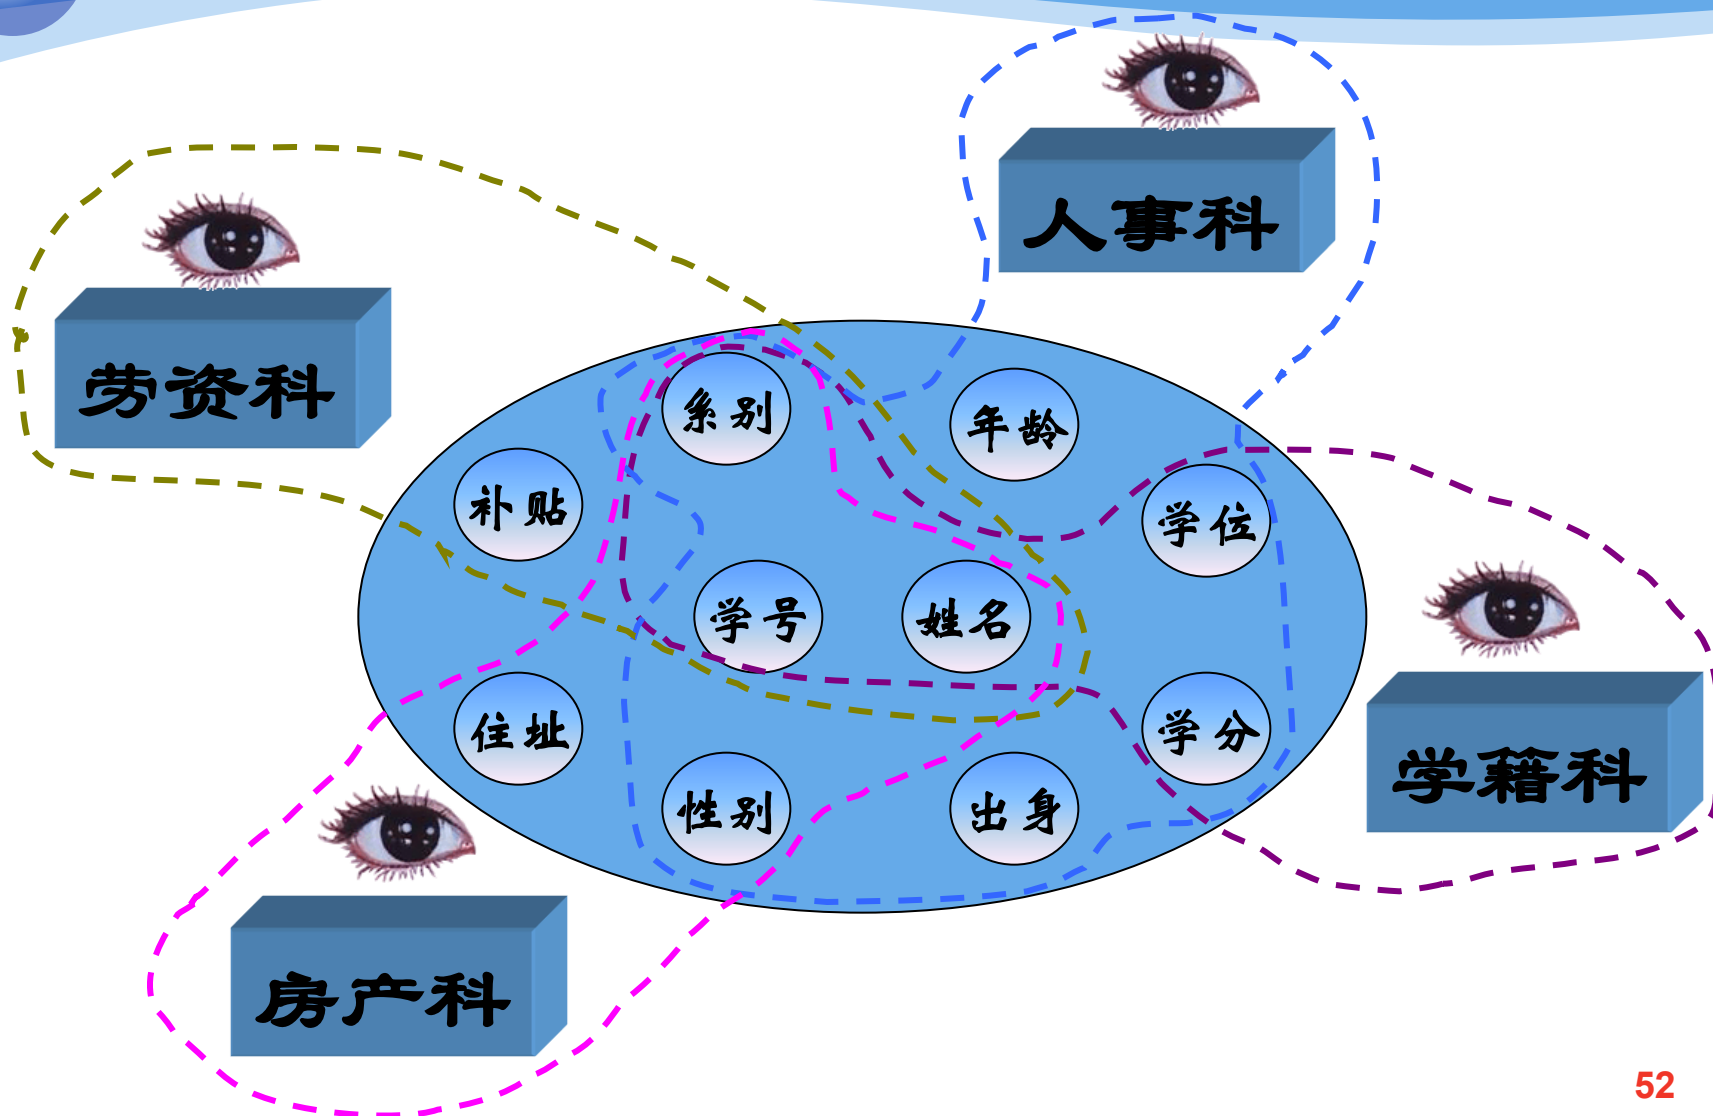 人事科
劳资科
系别
年龄
补贴
学位
学号
姓名
住址
学分
学籍科
性别
出身
房产科
52